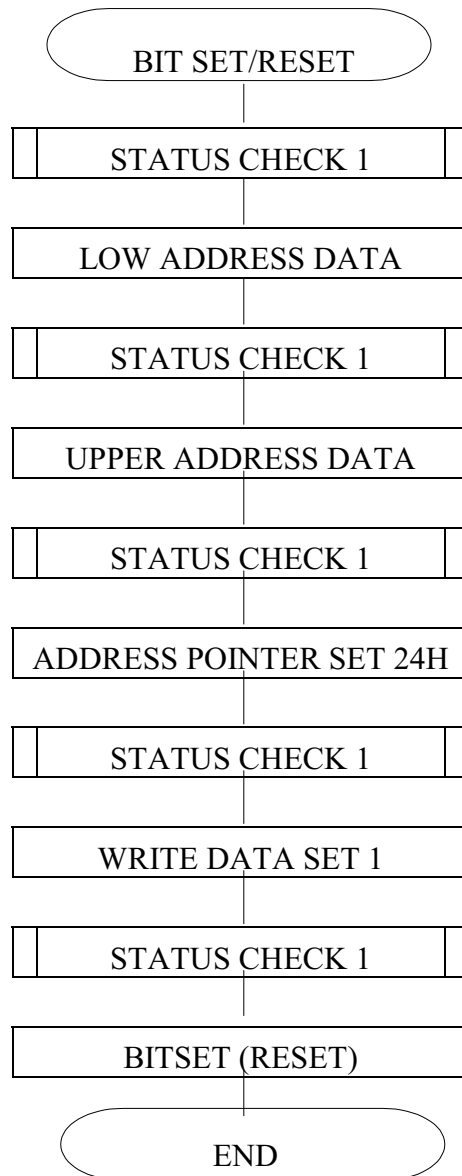 BIT SET/RESET
STATUS CHECK 1
LOW ADDRESS DATA
STATUS CHECK 1
UPPER ADDRESS DATA
STATUS CHECK 1
ADDRESS POINTER SET 24H
STATUS CHECK 1
WRITE DATA SET 1
STATUS CHECK 1
BITSET (RESET)
END